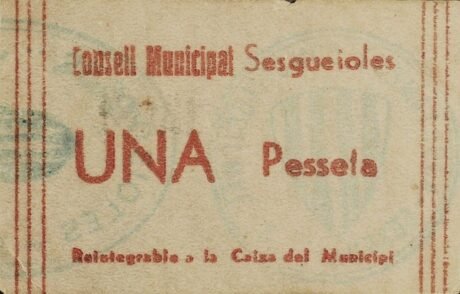 Consell Municipal Sesgueioles
UNA Pesseta
Reintegrable a la Caixa del Municipi